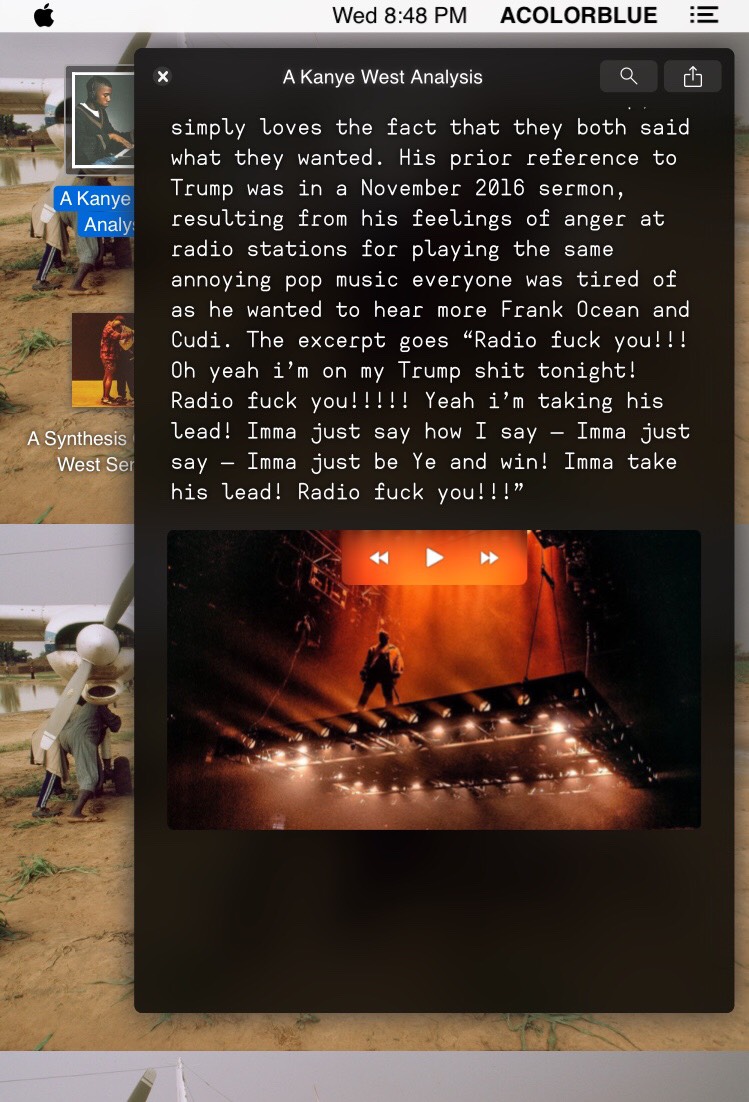 Wed 8:48 PM ACOLORBLUE
A Kanye West Analysis
simply loves the fact that they both said
what they wanted. His prior reference to
Trump was in a November 2016 sermon,
resulting from his feelings of anger at
radio stations for playing the same
annoying pop music everyone was tired of
as he wanted to hear more Frank Ocean and
Cudi. The excerpt goes “Radio fuck you!!!
Oh yeah i’m on my Trump shit tonight!
Radio fuck you!!!!! Yeah i’m taking his
lead! Imma just say how I say — Imma just
say — Imma just be Ye and win! Imma take
his lead! Radio fuck you!!!”
A Kanye
Analys
A Synthesis
West Ser